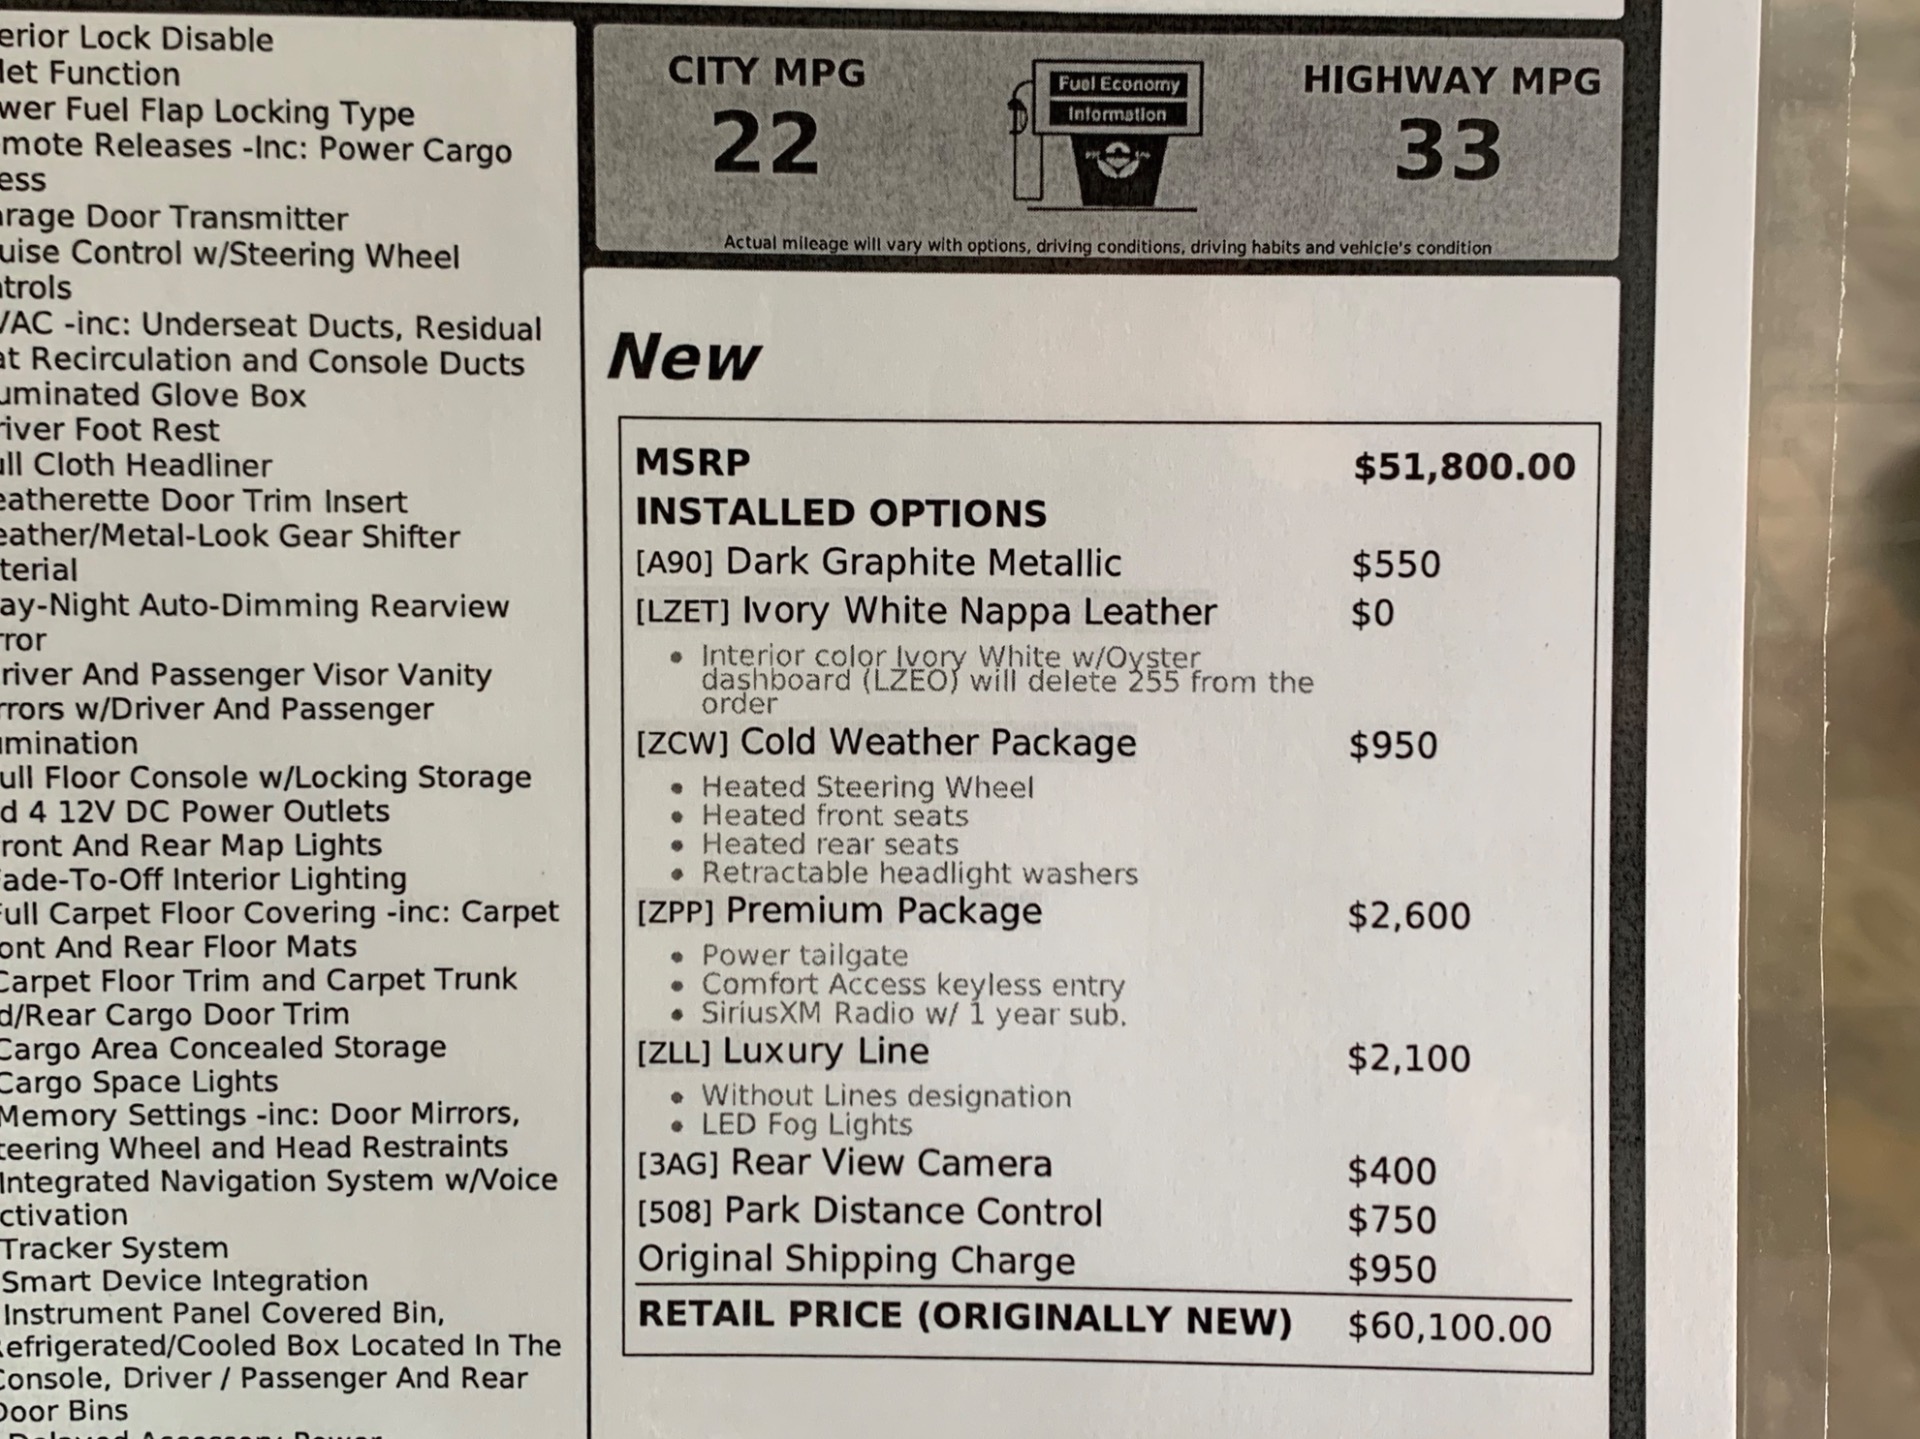 erior Lock Disable
let Function
wer Fuel Flap Locking Type
mote Releases -Inc: Power Cargo
ess
arage Door Transmitter
uise Control w/Steering Wheel
ntrols
VAC -inc: Underseat Ducts, Residual
at Recirculation and Console Ducts
uminated Glove Box
river Foot Rest
ull Cloth Headliner
eatherette Door Trim Insert
eather/Metal-Look Gear Shifter
terial
ay-Night Auto-Dimming Rearview
rror
river And Passenger Visor Vanity
rrors w/Driver And Passenger
umination
ull Floor Console w/Locking Storage
d 4 12V DC Power Outlets
ront And Rear Map Lights
ade-To-Off Interior Lighting
Full Carpet Floor Covering -inc: Carpet
ont And Rear Floor Mats
Carpet Floor Trim and Carpet Trunk
d/Rear Cargo Door Trim
Cargo Area Concealed Storage
Cargo Space Lights
Memory Settings -inc: Door Mirrors,
teering Wheel and Head Restraints
Integrated Navigation System w/Voice
ctivation
Tracker System
Smart Device Integration
Instrument Panel Covered Bin,
Refrigerated/Cooled Box Located In The
Console, Driver / Passenger And Rear
Door Bins
Delayed Accessory Power
CITY MPG
22
Fuel Economy
Information
HIGHWAY MPG
33
Actual mileage will vary with options, driving conditions, driving habits and vehicle's condition
New
MSRP $51,800.00
INSTALLED OPTIONS
[A90] Dark Graphite Metallic $550
[LZET] Ivory White Nappa Leather $0
• Interior color Ivory White w/Oyster
dashboard (LZEO) will delete 255 from the
order
[ZCW] Cold Weather Package $950
• Heated Steering Wheel
• Heated front seats
• Heated rear seats
• Retractable headlight washers
[ZPP] Premium Package $2,600
• Power tailgate
• Comfort Access keyless entry
• SiriusXM Radio w/ 1 year sub.
[ZLL] Luxury Line $2,100
• Without Lines designation
• LED Fog Lights
[3AG] Rear View Camera $400
[508] Park Distance Control $750
Original Shipping Charge $950
RETAIL PRICE (ORIGINALLY NEW) $60,100.00